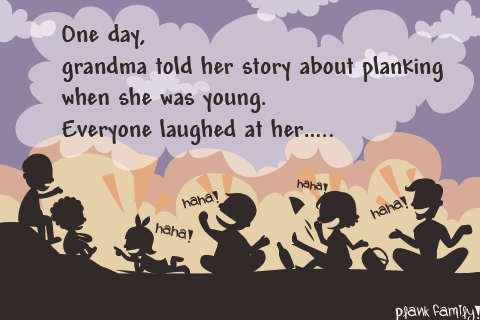 One day,
grandma told her story about planking
when she was young.
Everyone laughed at her.....
haha!
haha!
haha!
haha!
plank family!